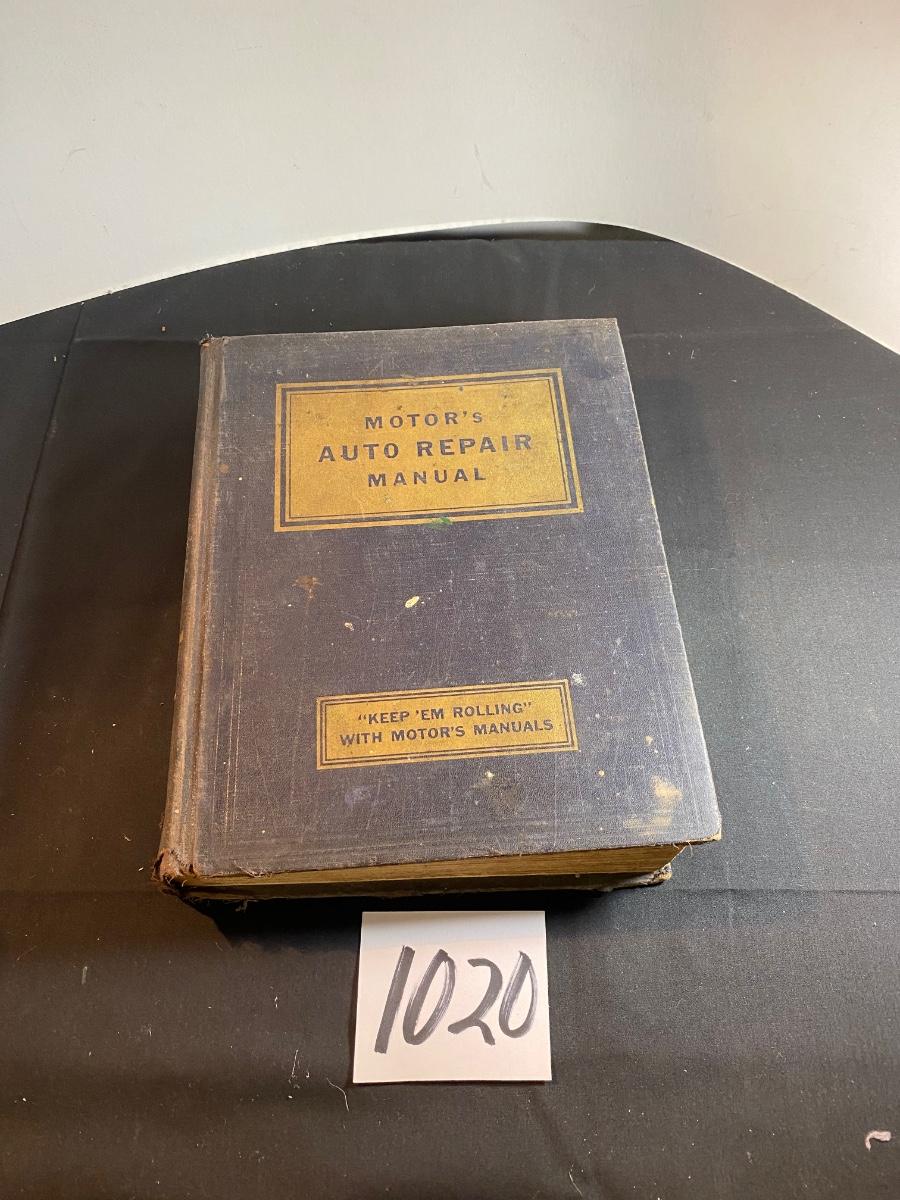 MOTOR's
AUTO REPAIR
MANUAL
"KEEP 'EM ROLLING"
WITH MOTOR'S MANUALS
1020